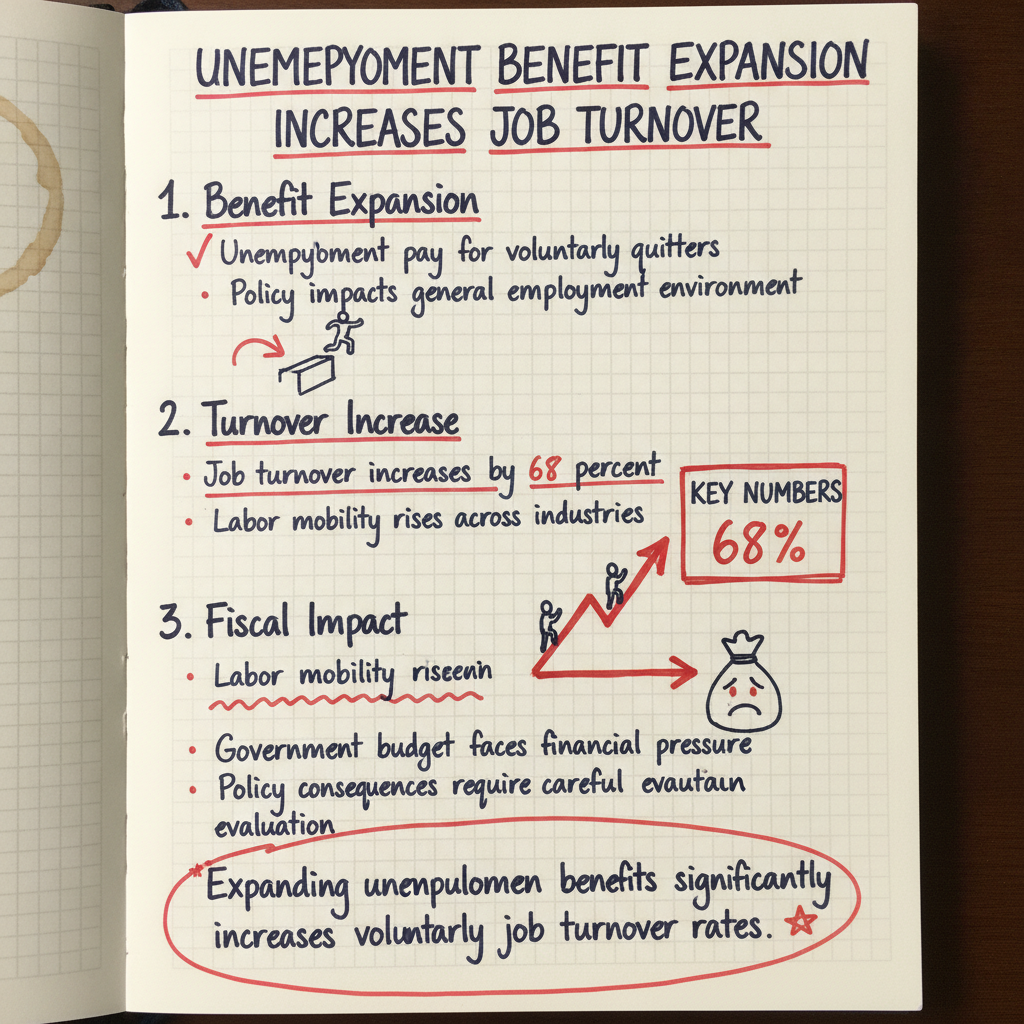 UNEMEPYOMENT BENEFIT EXPANSION
INCREASES JOB TURNOVER
1. Benefit Expansion
✓ Unempyboment pay for voluntarly quitters
• Policy impacts general employment environment
2. Turnover Increase
• Job turnover increases by 68 percent
• Labor mobility rises across industries
KEY NUMBERS
68%
3. Fiscal Impact
• Labor mobility riseenn
• Government budget faces financial pressure
• Policy consequences require careful evautaun
evaluation
*Expanding unenpulomen benefits significantly
increases voluntarly job turnover rates. ☆